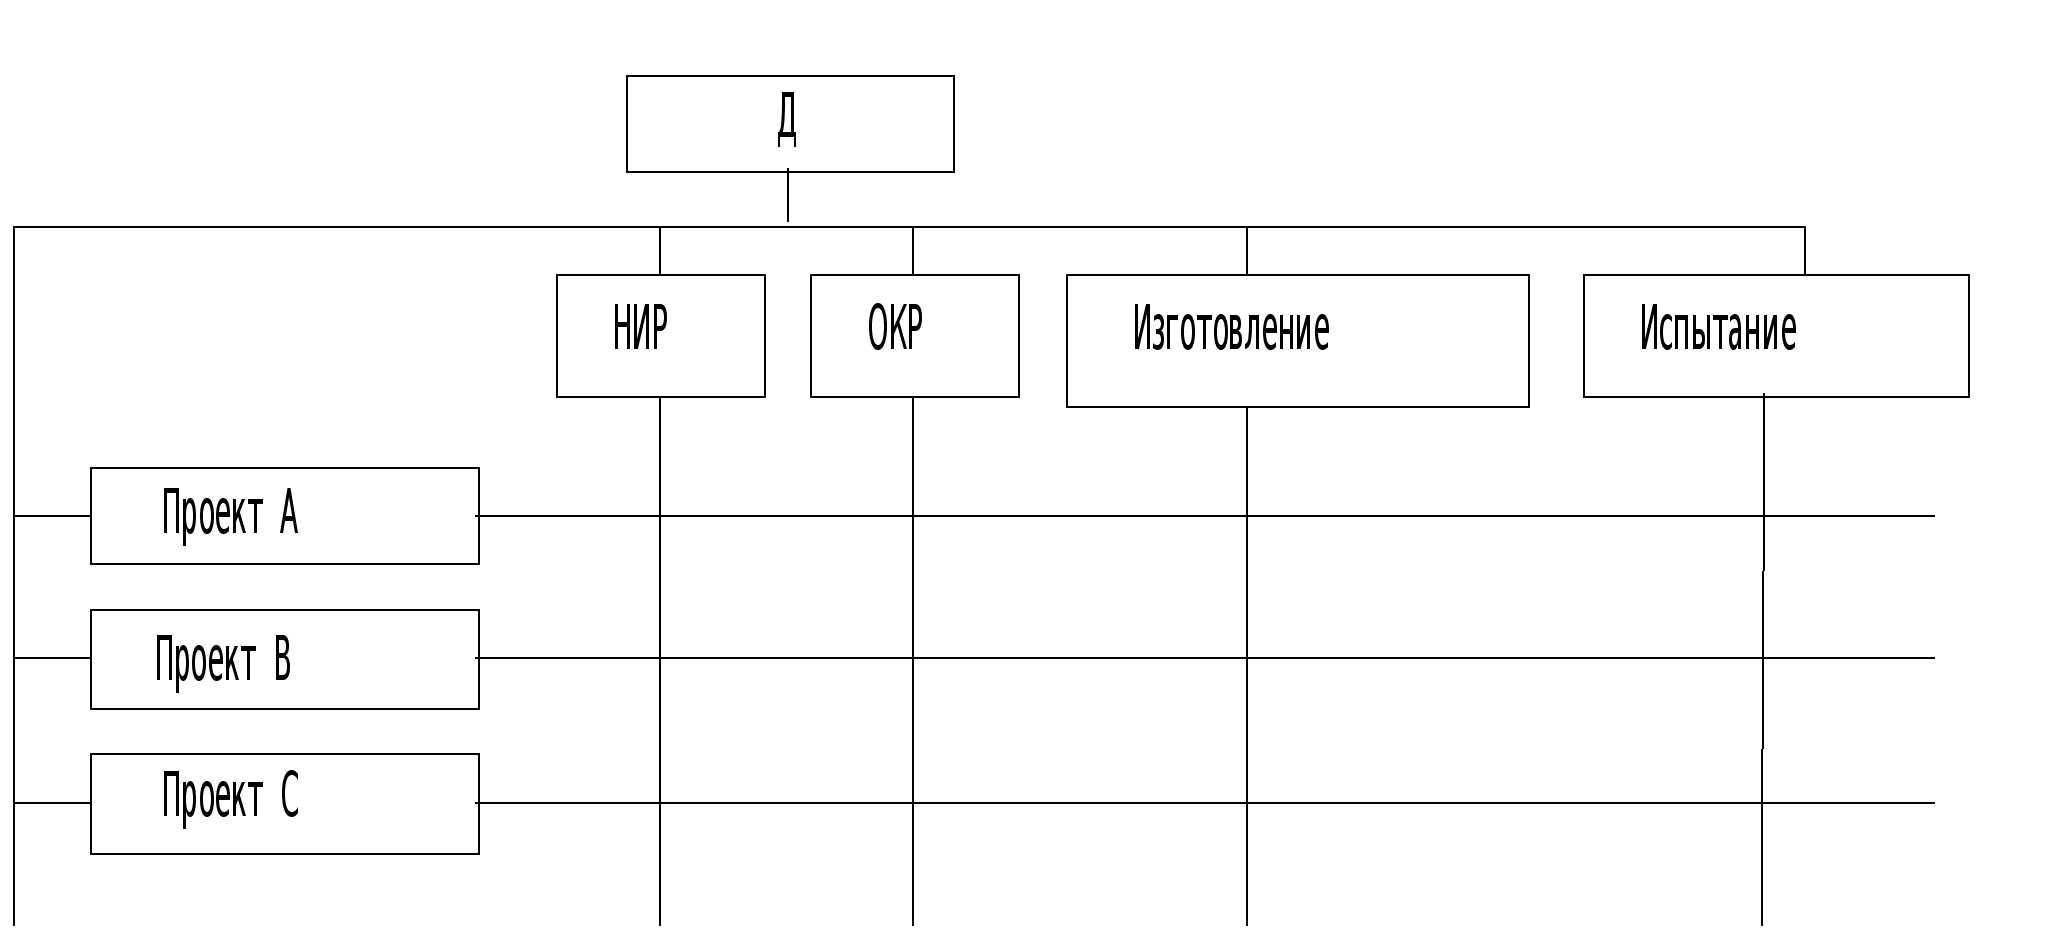 Д
НИР
ОКР
Изготовление
Испытание
Проект А
Проект В
Проект С